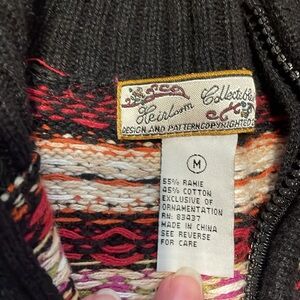 Heirloom Collectibles
DESIGN AND PATTERN COPYRIGHTED
M
55% RAMIE
45% COTTON
EXCLUSIVE OF
ORNAMENTATION
RN: 83437
MADE IN CHINA
SEE REVERSE
FOR CARE